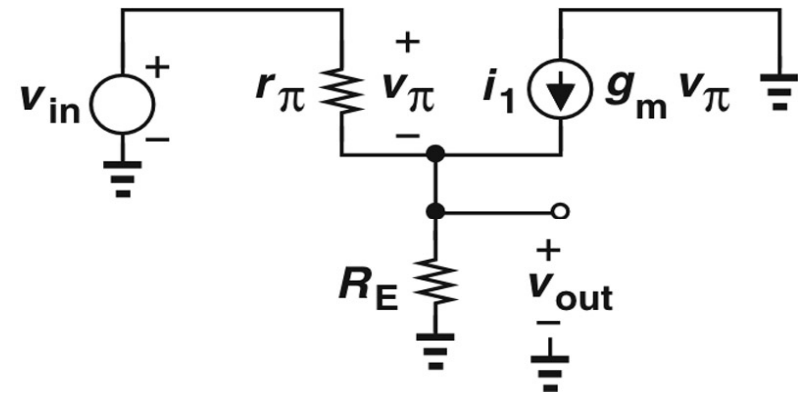 v_in
+
−
r_π
+
v_π
−
i_1
g_m v_π
R_E
+
v_out
−